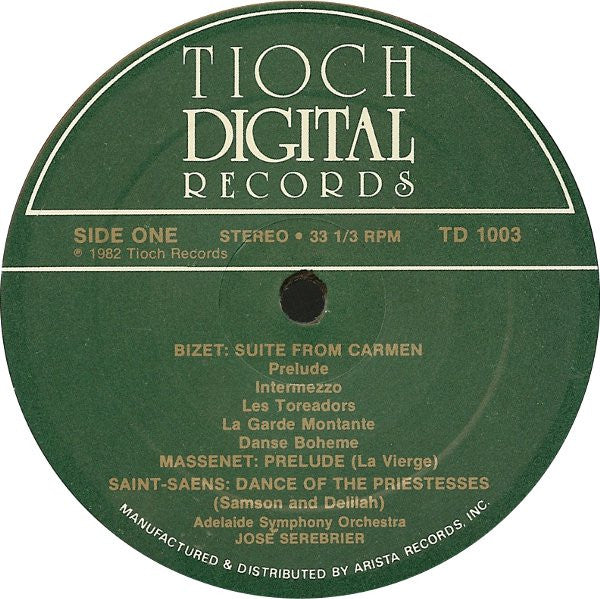 TIOCH
DIGITAL
RECORDS
SIDE ONE STEREO • 33 1/3 RPM TD 1003
℗ 1982 Tioch Records
BIZET: SUITE FROM CARMEN
Prelude
Intermezzo
Les Toreadors
La Garde Montante
Danse Boheme
MASSENET: PRELUDE (La Vierge)
SAINT-SAENS: DANCE OF THE PRIESTESSES
(Samson and Delilah)
Adelaide Symphony Orchestra
JOSÉ SEREBRIER
MANUFACTURED & DISTRIBUTED BY ARISTA RECORDS, INC.